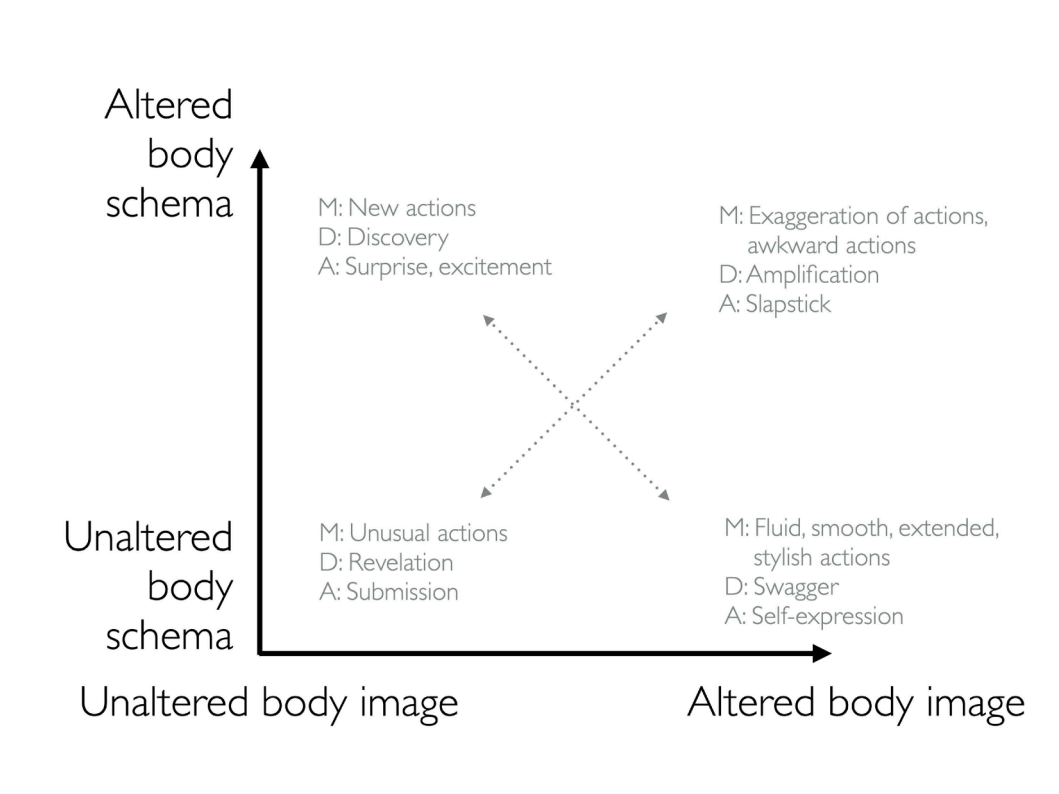 Altered
body
schema
M: New actions
D: Discovery
A: Surprise, excitement
M: Exaggeration of actions,
awkward actions
D: Amplification
A: Slapstick
Unaltered
body
schema
M: Unusual actions
D: Revelation
A: Submission
M: Fluid, smooth, extended,
stylish actions
D: Swagger
A: Self-expression
Unaltered body image
Altered body image